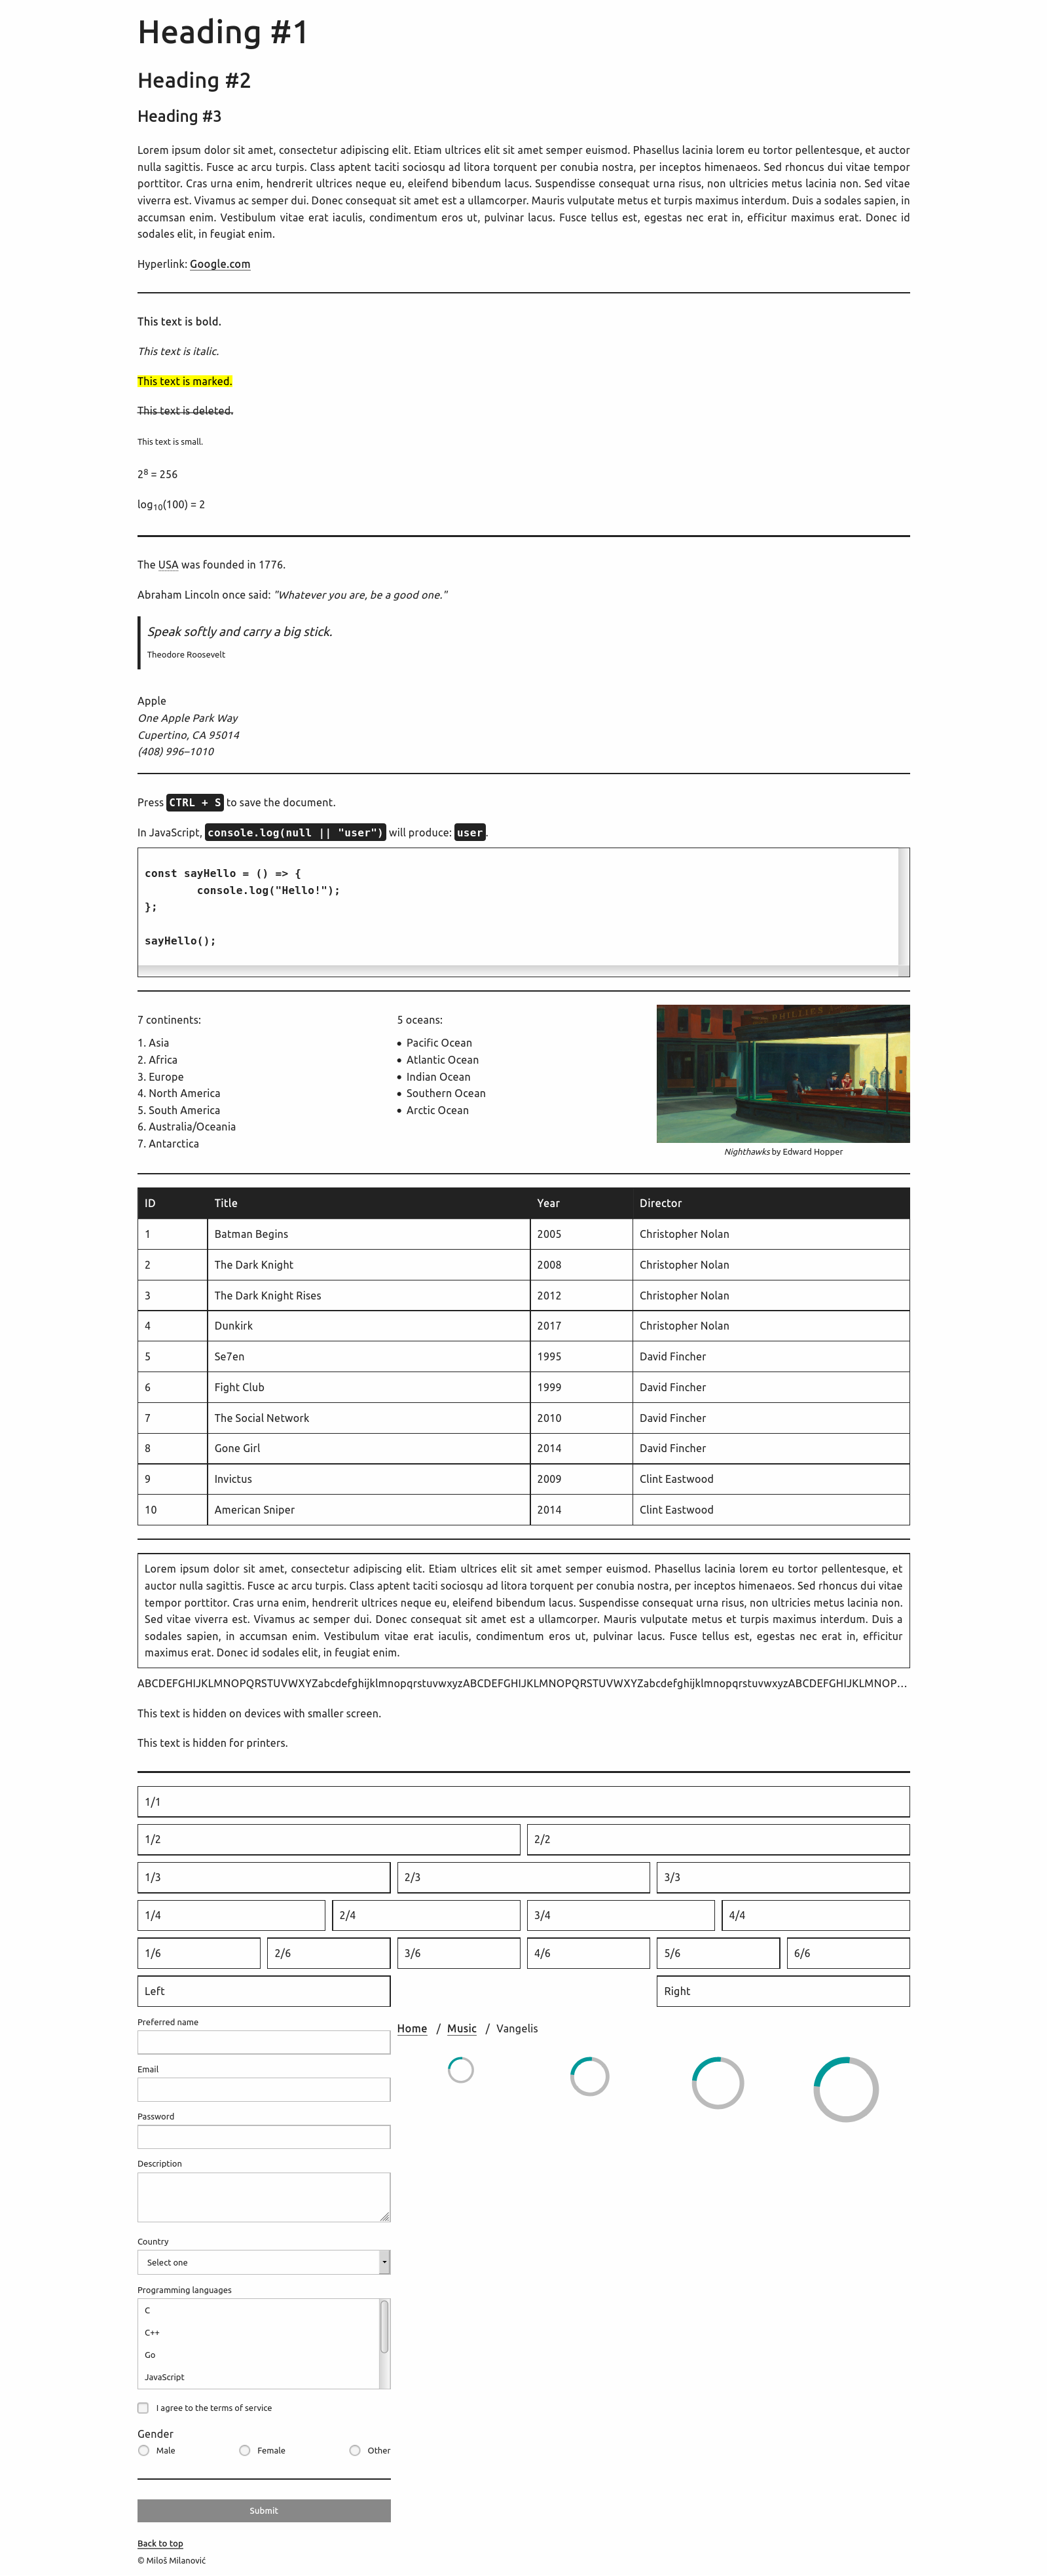 Heading #1
Heading #2
Heading #3
Lorem ipsum dolor sit amet, consectetur adipiscing elit. Etiam ultrices elit sit amet semper euismod. Phasellus lacinia lorem eu tortor pellentesque, et auctor
nulla sagittis. Fusce ac arcu turpis. Class aptent taciti sociosqu ad litora torquent per conubia nostra, per inceptos himenaeos. Sed rhoncus dui vitae tempor
porttitor. Cras urna enim, hendrerit ultrices neque eu, eleifend bibendum lacus. Suspendisse consequat urna risus, non ultricies metus lacinia non. Sed vitae
viverra est. Vivamus ac semper dui. Donec consequat sit amet est a ullamcorper. Mauris vulputate metus et turpis maximus interdum. Duis a sodales sapien, in
accumsan enim. Vestibulum vitae erat iaculis, condimentum eros ut, pulvinar lacus. Fusce tellus est, egestas nec erat in, efficitur maximus erat. Donec id
sodales elit, in feugiat enim.
Hyperlink: Google.com
This text is bold.
This text is italic.
This text is marked.
This text is deleted.
This text is small.
2⁸ = 256
log₁₀(100) = 2
The USA was founded in 1776.
Abraham Lincoln once said: "Whatever you are, be a good one."
Speak softly and carry a big stick.
Theodore Roosevelt
Apple
One Apple Park Way
Cupertino, CA 95014
(408) 996–1010
Press CTRL + S to save the document.
In JavaScript, console.log(null || "user") will produce: user.
const sayHello = () => {
console.log("Hello!");
};
sayHello();
7 continents:
1. Asia
2. Africa
3. Europe
4. North America
5. South America
6. Australia/Oceania
7. Antarctica
5 oceans:
• Pacific Ocean
• Atlantic Ocean
• Indian Ocean
• Southern Ocean
• Arctic Ocean
PHILLIES
Nighthawks by Edward Hopper
ID Title Year Director
1 Batman Begins 2005 Christopher Nolan
2 The Dark Knight 2008 Christopher Nolan
3 The Dark Knight Rises 2012 Christopher Nolan
4 Dunkirk 2017 Christopher Nolan
5 Se7en 1995 David Fincher
6 Fight Club 1999 David Fincher
7 The Social Network 2010 David Fincher
8 Gone Girl 2014 David Fincher
9 Invictus 2009 Clint Eastwood
10 American Sniper 2014 Clint Eastwood
Lorem ipsum dolor sit amet, consectetur adipiscing elit. Etiam ultrices elit sit amet semper euismod. Phasellus lacinia lorem eu tortor pellentesque, et
auctor nulla sagittis. Fusce ac arcu turpis. Class aptent taciti sociosqu ad litora torquent per conubia nostra, per inceptos himenaeos. Sed rhoncus dui vitae
tempor porttitor. Cras urna enim, hendrerit ultrices neque eu, eleifend bibendum lacus. Suspendisse consequat urna risus, non ultricies metus lacinia non.
Sed vitae viverra est. Vivamus ac semper dui. Donec consequat sit amet est a ullamcorper. Mauris vulputate metus et turpis maximus interdum. Duis a
sodales sapien, in accumsan enim. Vestibulum vitae erat iaculis, condimentum eros ut, pulvinar lacus. Fusce tellus est, egestas nec erat in, efficitur
maximus erat. Donec id sodales elit, in feugiat enim.
ABCDEFGHIJKLMNOPQRSTUVWXYZabcdefghijklmnopqrstuvwxyzABCDEFGHIJKLMNOPQRSTUVWXYZabcdefghijklmnopqrstuvwxyzABCDEFGHIJKLMNOP…
This text is hidden on devices with smaller screen.
This text is hidden for printers.
1/1
1/2 2/2
1/3 2/3 3/3
1/4 2/4 3/4 4/4
1/6 2/6 3/6 4/6 5/6 6/6
Left Right
Preferred name
Email
Password
Description
Country
Select one
Programming languages
C
C++
Go
JavaScript
I agree to the terms of service
Gender
Male Female Other
Submit
Home / Music / Vangelis
Back to top
© Miloš Milanović